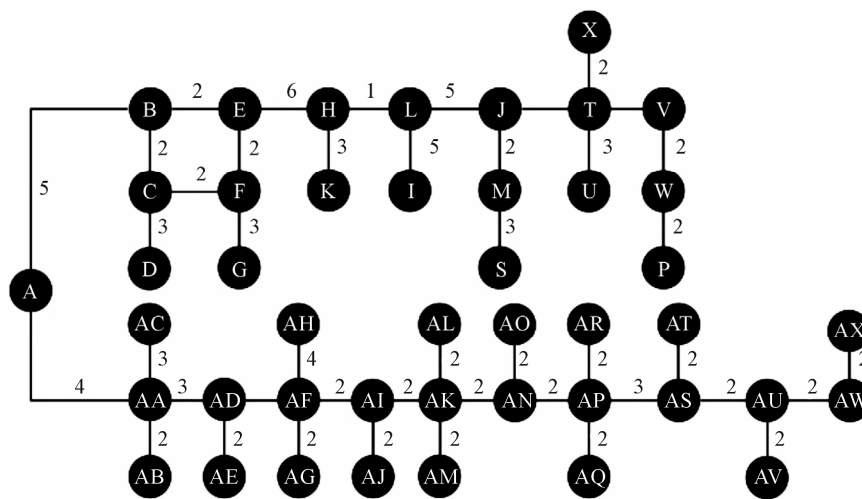 X
2
2 6 1 5
B E H L J T V
2 2 3 5 2 3 2
2
5
C F K I M U W
3 3 3 2
D G S P
A
AC AH AL AO AR AT AX
3 4 2 2 2 2 2
4 3 2 2 2 2 3 2 2
AA AD AF AI AK AN AP AS AU AW
2 2 2 2 2 2 2
AB AE AG AJ AM AQ AV